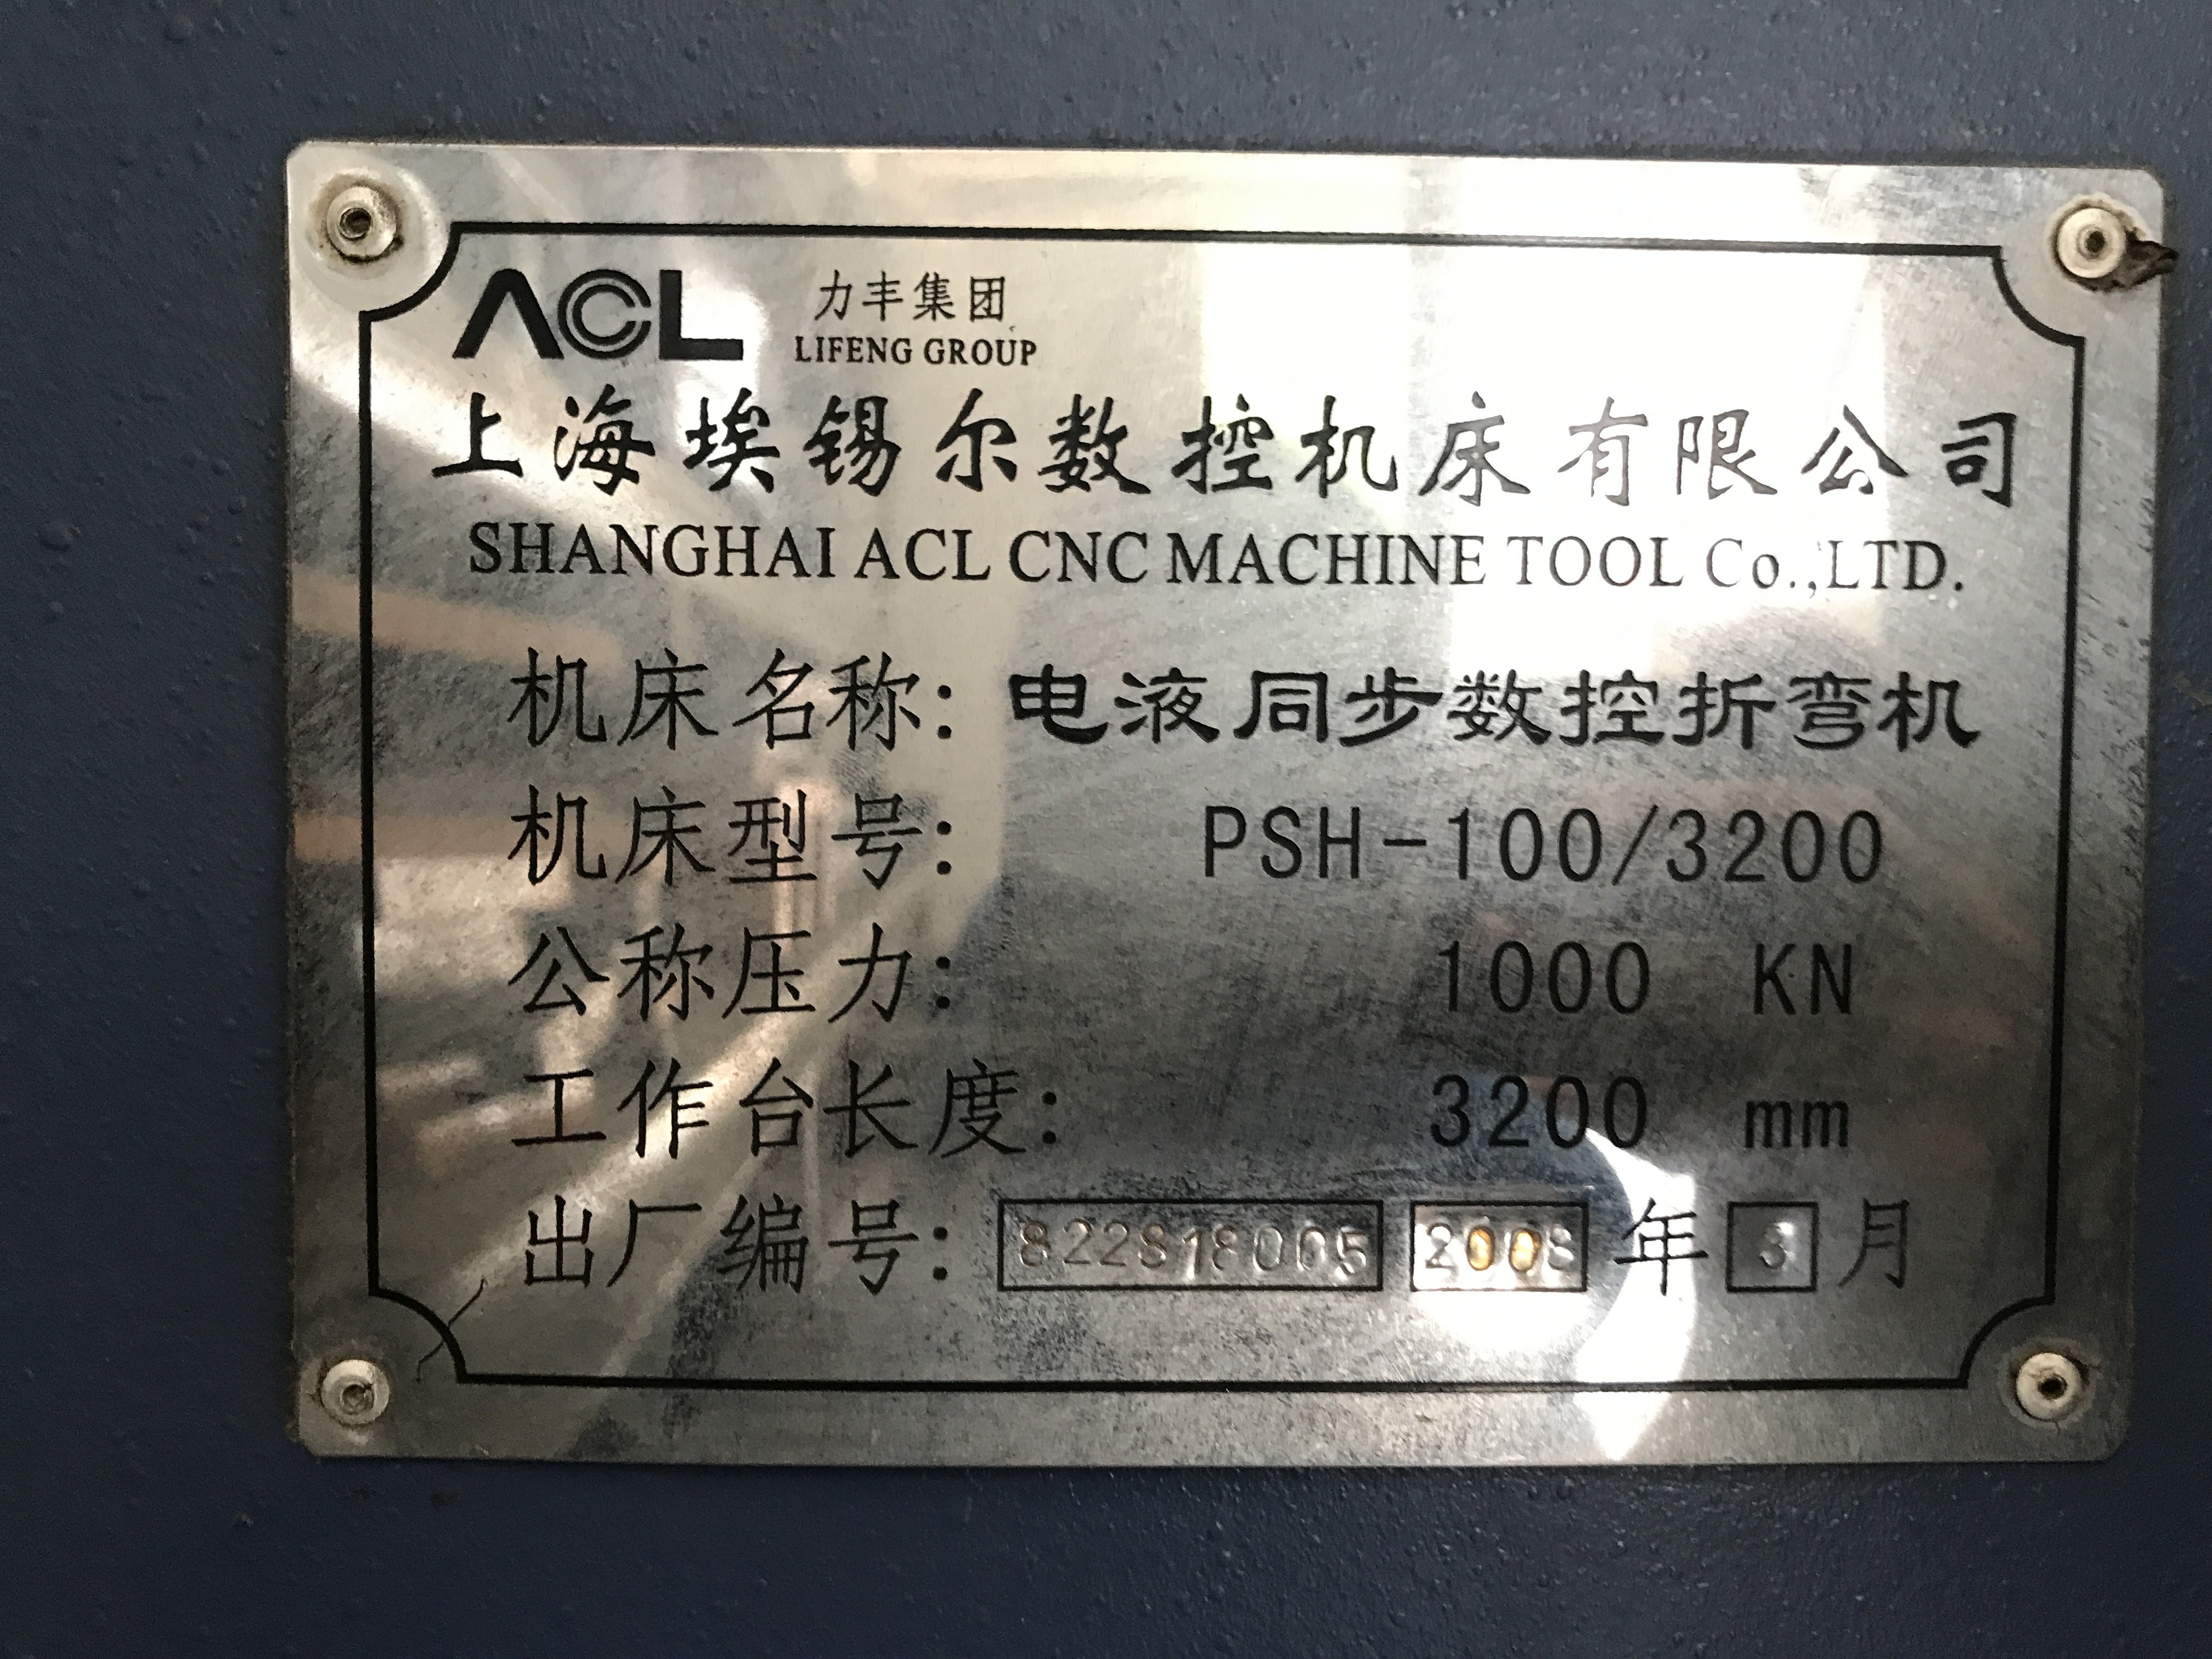 ACL 力丰集团
LIFENG GROUP
上海埃锡尔数控机床有限公司
SHANGHAI ACL CNC MACHINE TOOL Co.,LTD.
机床名称：电液同步数控折弯机
机床型号： PSH-100/3200
公称压力： 1000 KN
工作台长度： 3200 mm
出厂编号： 2008 年 月